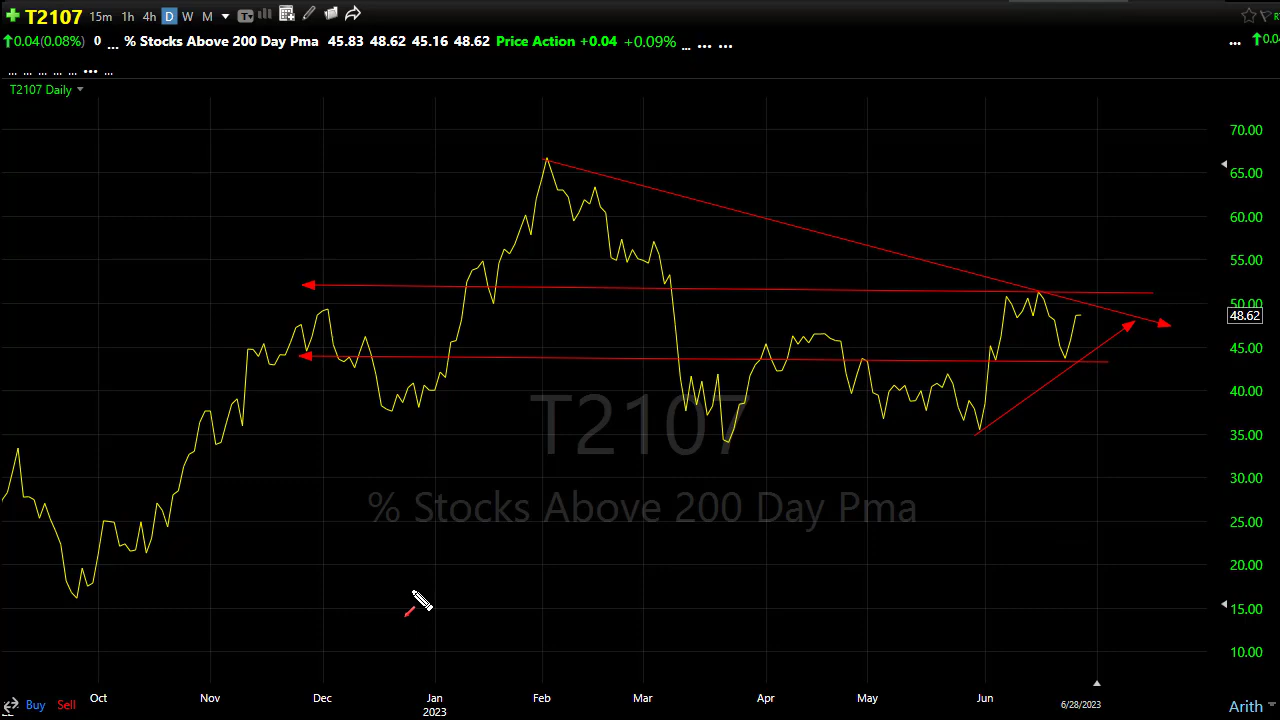 T2107 15m 1h 4h D W M
0.04(0.08%) 0 ... % Stocks Above 200 Day Pma 45.83 48.62 45.16 48.62 Price Action +0.04 +0.09% ... ... ... ... 0.04
... ... ... ... ... ... ...
T2107 Daily
70.00
65.00
60.00
55.00
50.00
48.62
45.00
40.00
35.00
30.00
25.00
20.00
15.00
10.00
T2107
% Stocks Above 200 Day Pma
Oct Nov Dec Jan Feb Mar Apr May Jun 6/28/2023
2023
Buy Sell Arith